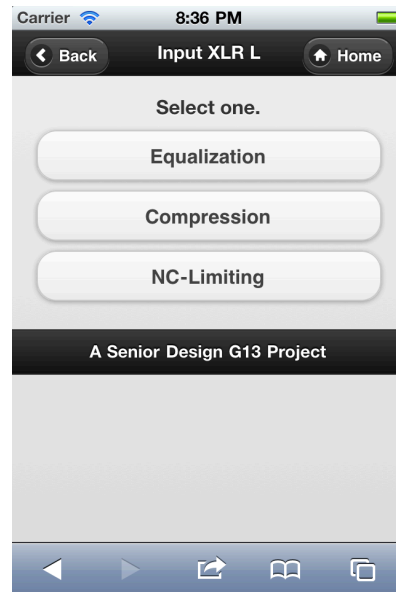 Carrier 8:36 PM
Back Input XLR L Home
Select one.
Equalization
Compression
NC-Limiting
A Senior Design G13 Project